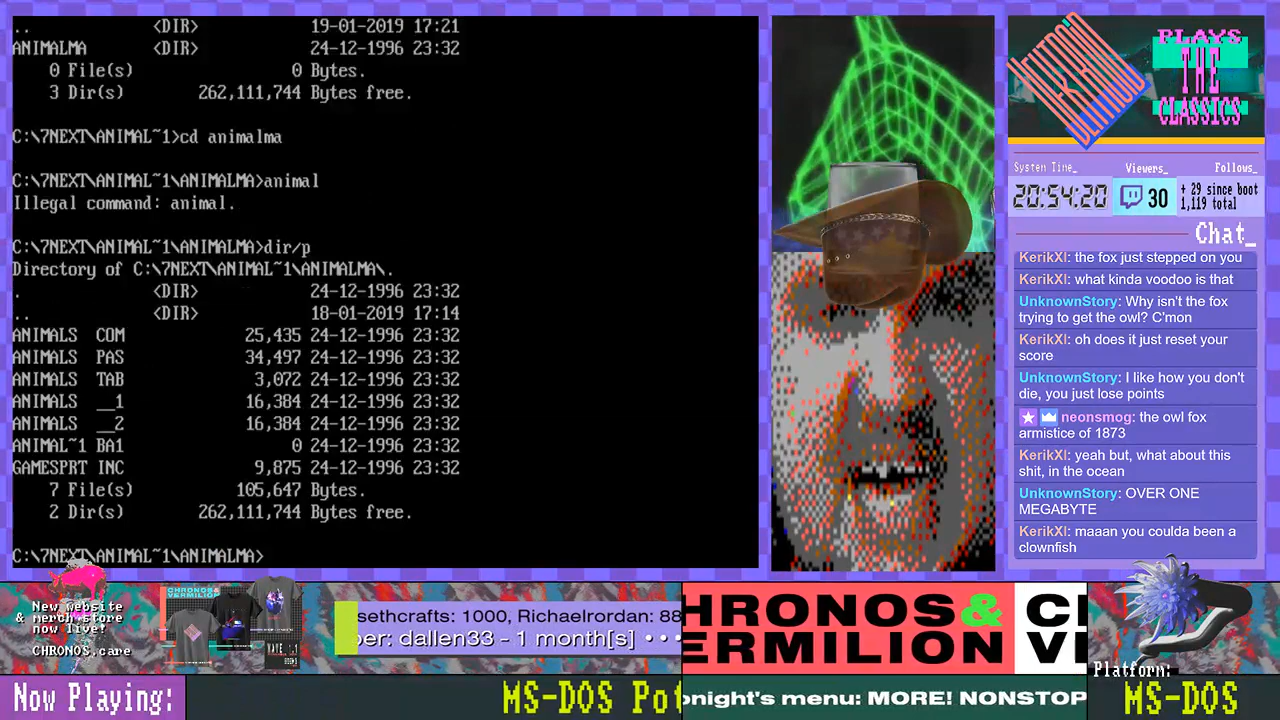 .. <DIR> 19-01-2019 17:21
ANIMALMA <DIR> 24-12-1996 23:32
0 File(s) 0 Bytes.
3 Dir(s) 262,111,744 Bytes free.
C:\7NEXT\ANIMAL~1>cd animalma
C:\7NEXT\ANIMAL~1\ANIMALMA>animal
Illegal command: animal.
C:\7NEXT\ANIMAL~1\ANIMALMA>dir/p
Directory of C:\7NEXT\ANIMAL~1\ANIMALMA\.
. <DIR> 24-12-1996 23:32
.. <DIR> 18-01-2019 17:14
ANIMALS COM 25,435 24-12-1996 23:32
ANIMALS PAS 34,497 24-12-1996 23:32
ANIMALS TAB 3,072 24-12-1996 23:32
ANIMALS __1 16,384 24-12-1996 23:32
ANIMALS __2 16,384 24-12-1996 23:32
ANIMAL~1 BA1 0 24-12-1996 23:32
GAMESPRT INC 9,875 24-12-1996 23:32
7 File(s) 105,647 Bytes.
2 Dir(s) 262,111,744 Bytes free.
C:\7NEXT\ANIMAL~1\ANIMALMA>
PLAYS
THE
CLASSICS
System Time_ Viewers_ Follows_
20:54:20 30 + 29 since boot
1,119 total
Chat_
KerikXI: the fox just stepped on you
KerikXI: what kinda voodoo is that
UnknownStory: Why isn't the fox
trying to get the owl? C'mon
KerikXI: oh does it just reset your
score
UnknownStory: I like how you don't
die, you just lose points
neonsmog: the owl fox
armistice of 1873
KerikXI: yeah but, what about this
shit, in the ocean
UnknownStory: OVER ONE
MEGABYTE
KerikXI: maaan you coulda been a
clownfish
New website
& merch store
now live!
CHRONOS.care
CHRONOS&
VERMILION
sethcrafts: 1000, Richaelrordan: 88
ber: dallen33 - 1 month[s] • • •
HRONOS& CH
ERMILION VE
Platform:
Now Playing: MS-DOS Pot
onight's menu: MORE! NONSTOP
MS-DOS